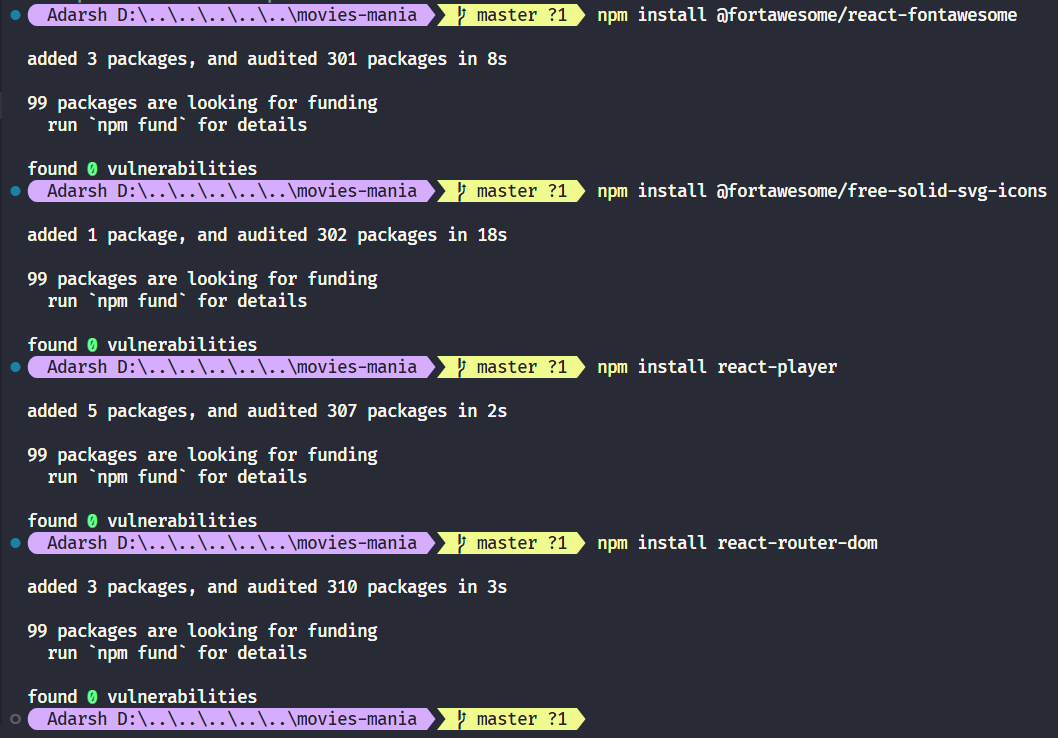 Adarsh D:\..\..\..\..\..\movies-mania master ?1 npm install @fortawesome/react-fontawesome
added 3 packages, and audited 301 packages in 8s
99 packages are looking for funding
run `npm fund` for details
found 0 vulnerabilities
Adarsh D:\..\..\..\..\..\movies-mania master ?1 npm install @fortawesome/free-solid-svg-icons
added 1 package, and audited 302 packages in 18s
99 packages are looking for funding
run `npm fund` for details
found 0 vulnerabilities
Adarsh D:\..\..\..\..\..\movies-mania master ?1 npm install react-player
added 5 packages, and audited 307 packages in 2s
99 packages are looking for funding
run `npm fund` for details
found 0 vulnerabilities
Adarsh D:\..\..\..\..\..\movies-mania master ?1 npm install react-router-dom
added 3 packages, and audited 310 packages in 3s
99 packages are looking for funding
run `npm fund` for details
found 0 vulnerabilities
Adarsh D:\..\..\..\..\..\movies-mania master ?1